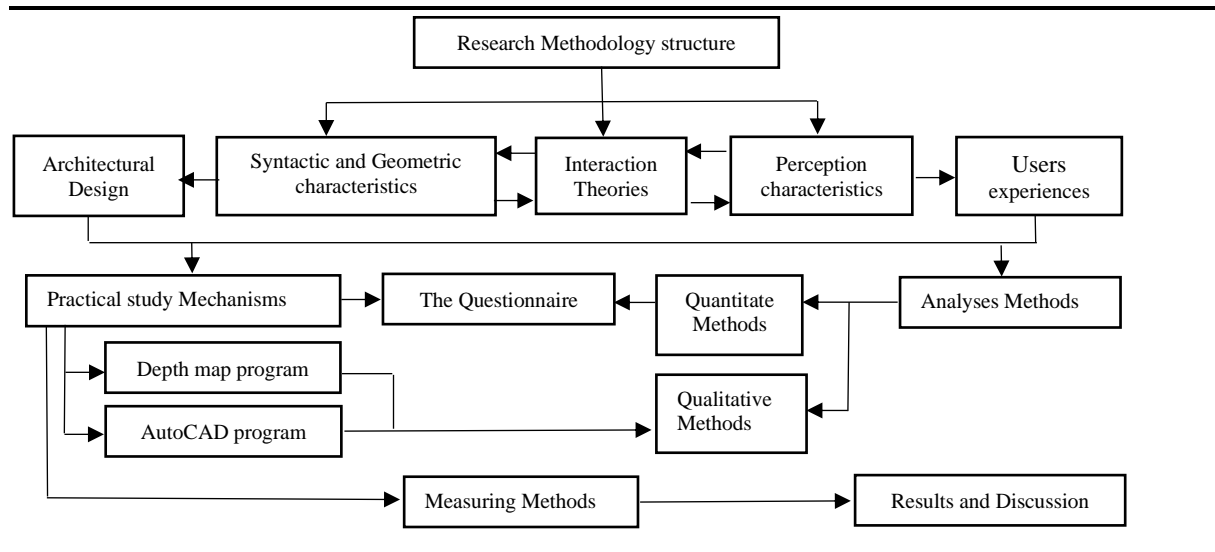 Research Methodology structure
Architectural
Design
Syntactic and Geometric
characteristics
Interaction
Theories
Perception
characteristics
Users
experiences
Practical study Mechanisms
The Questionnaire
Quantitate
Methods
Analyses Methods
Depth map program
AutoCAD program
Qualitative
Methods
Measuring Methods
Results and Discussion